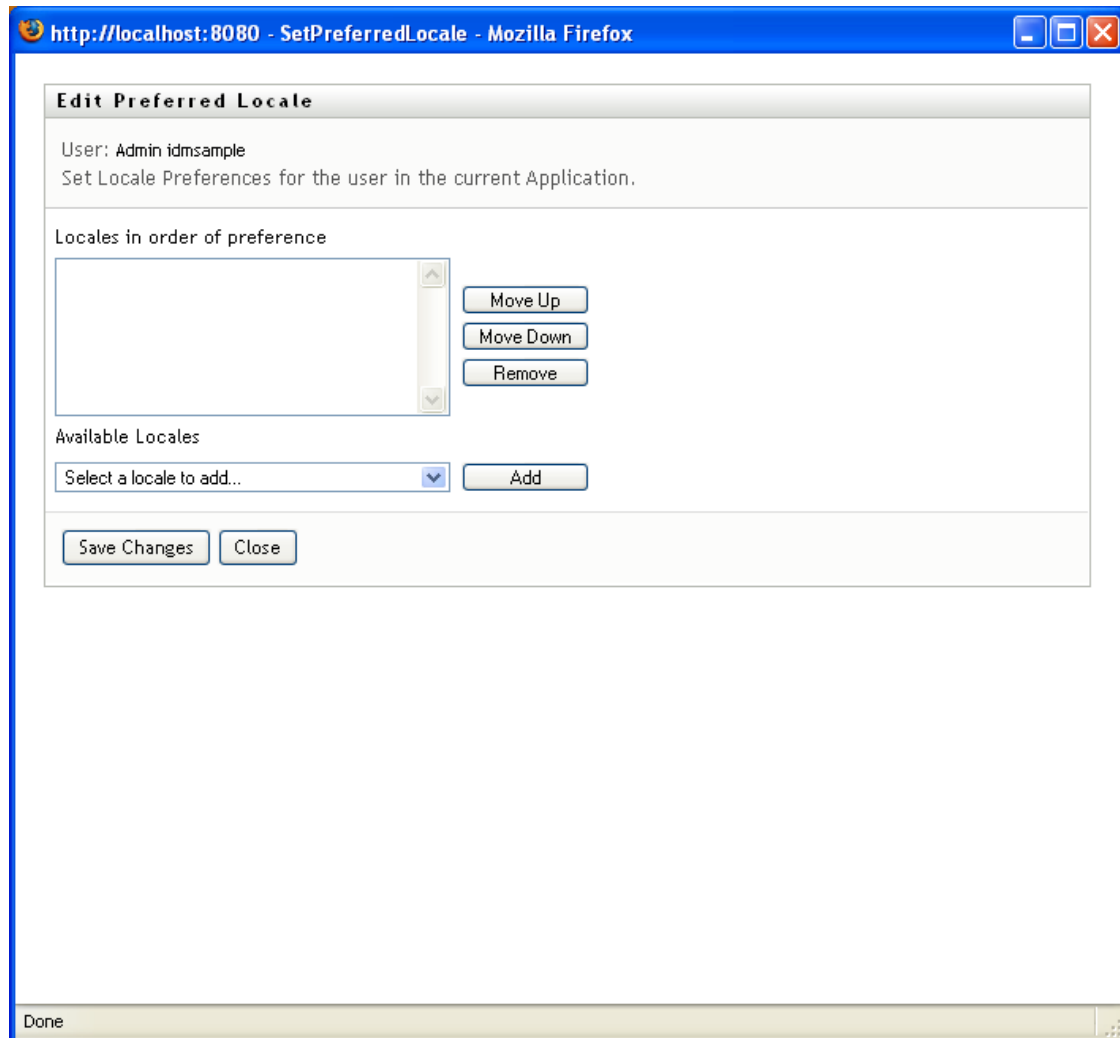 http://localhost:8080 - SetPreferredLocale - Mozilla Firefox
Edit Preferred Locale
User: Admin idmsample
Set Locale Preferences for the user in the current Application.
Locales in order of preference
Move Up
Move Down
Remove
Available Locales
Select a locale to add... Add
Save Changes Close
Done